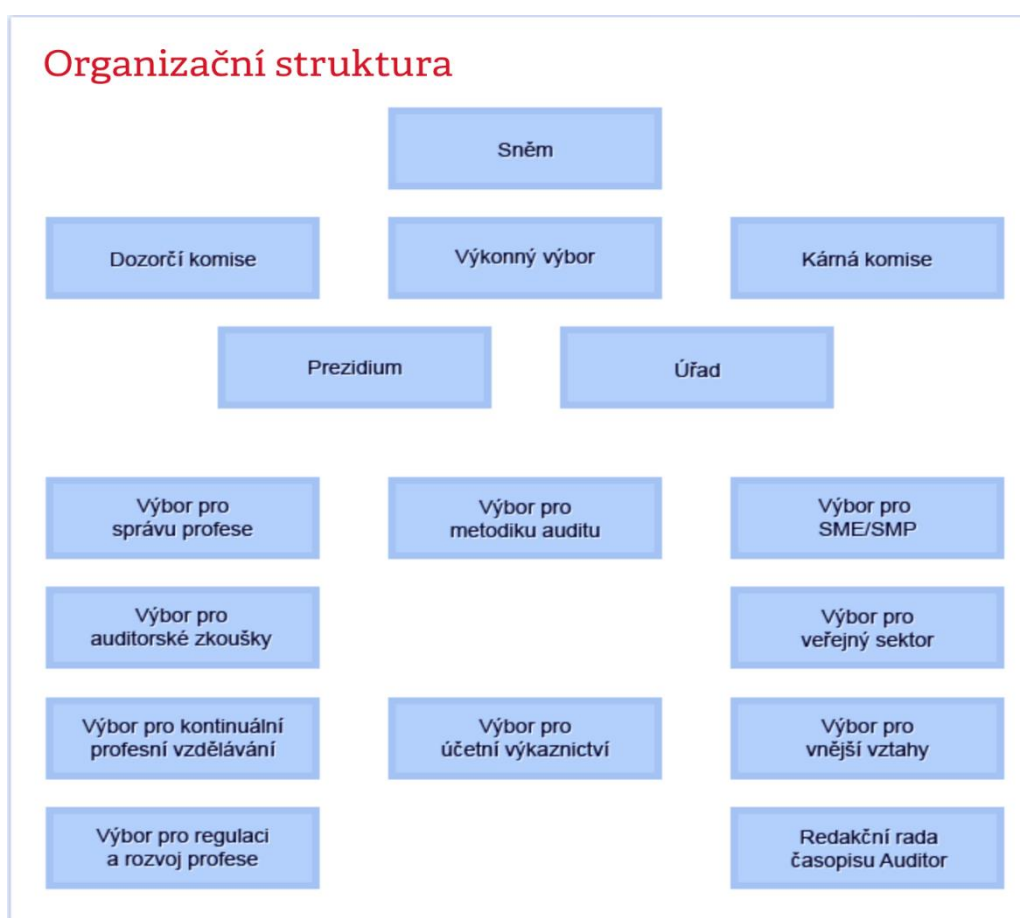 Organizační struktura
Sněm
Dozorčí komise
Výkonný výbor
Kárná komise
Prezidium
Úřad
Výbor pro
správu profese
Výbor pro
metodiku auditu
Výbor pro
SME/SMP
Výbor pro
auditorské zkoušky
Výbor pro
veřejný sektor
Výbor pro kontinuální
profesní vzdělávání
Výbor pro
účetní výkaznictví
Výbor pro
vnější vztahy
Výbor pro regulaci
a rozvoj profese
Redakční rada
časopisu Auditor